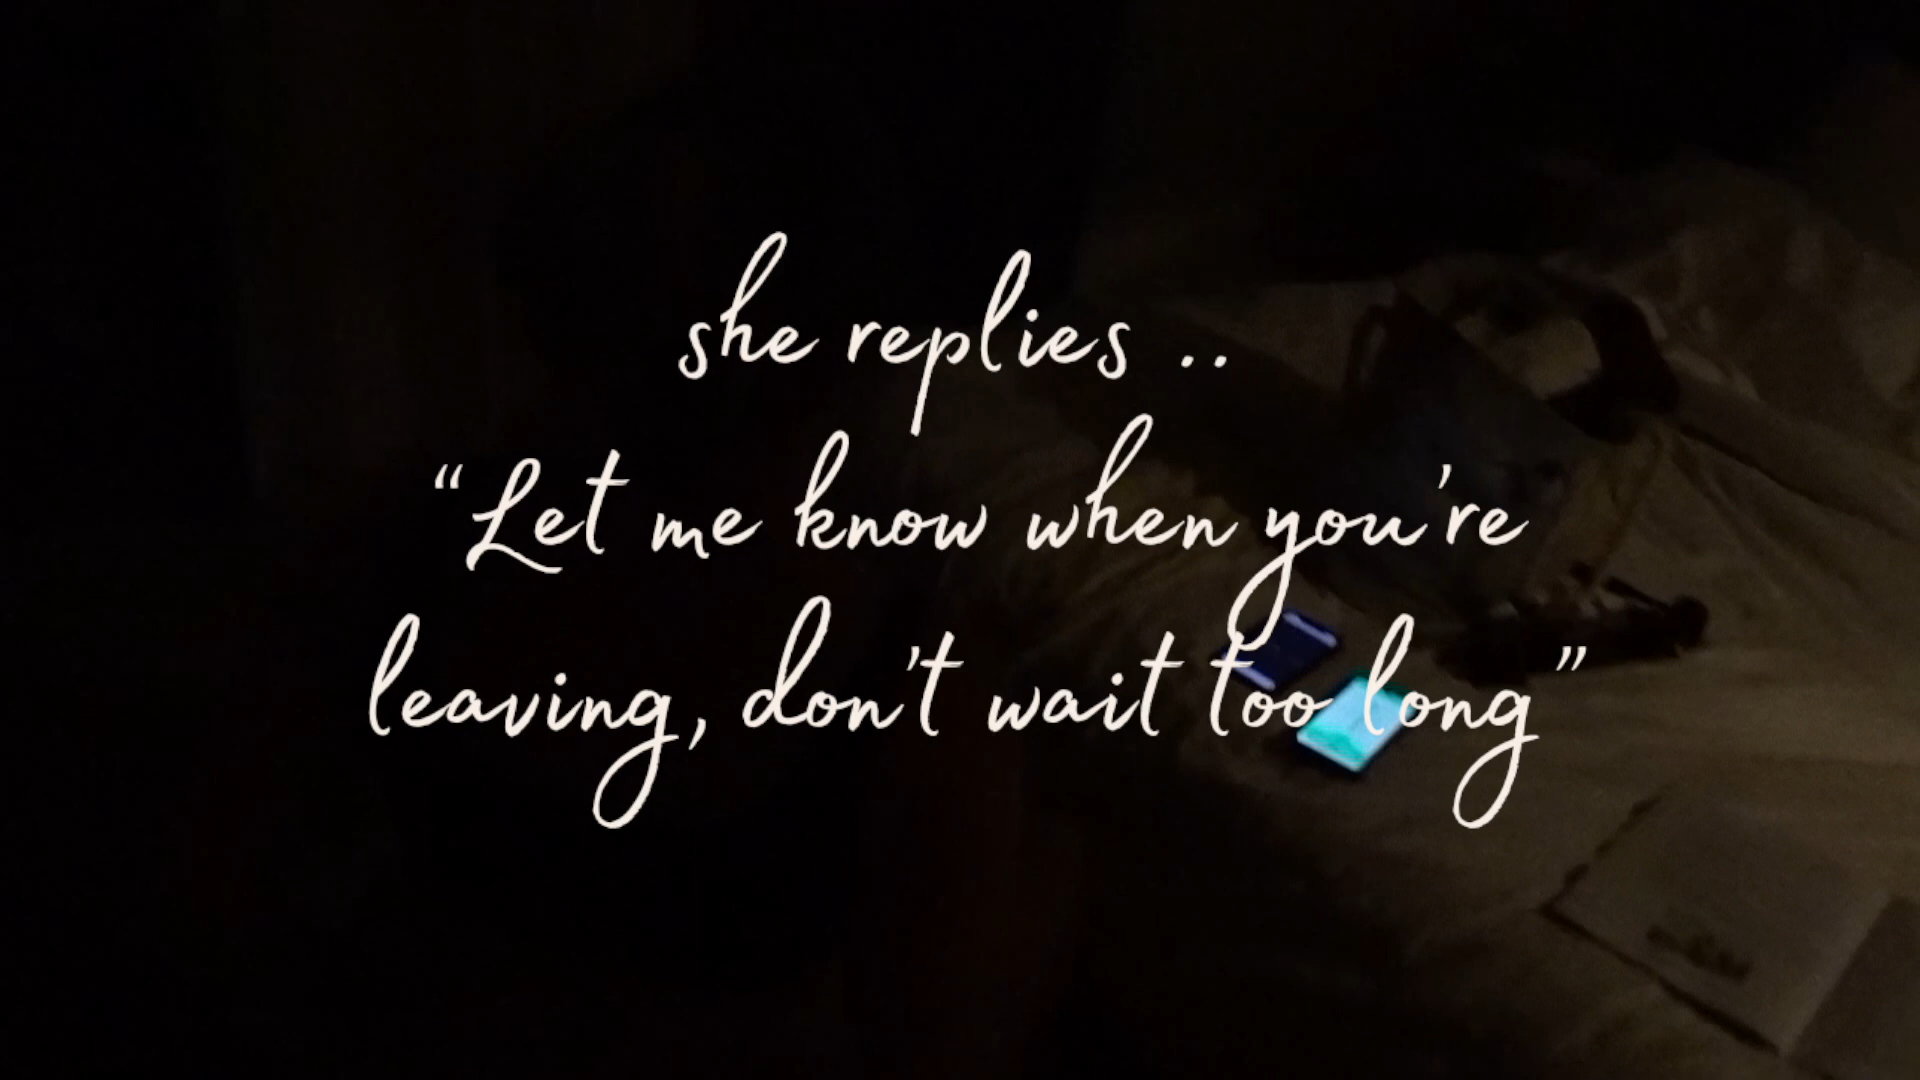 she replies ..
“Let me know when you're
leaving, don't wait too long”